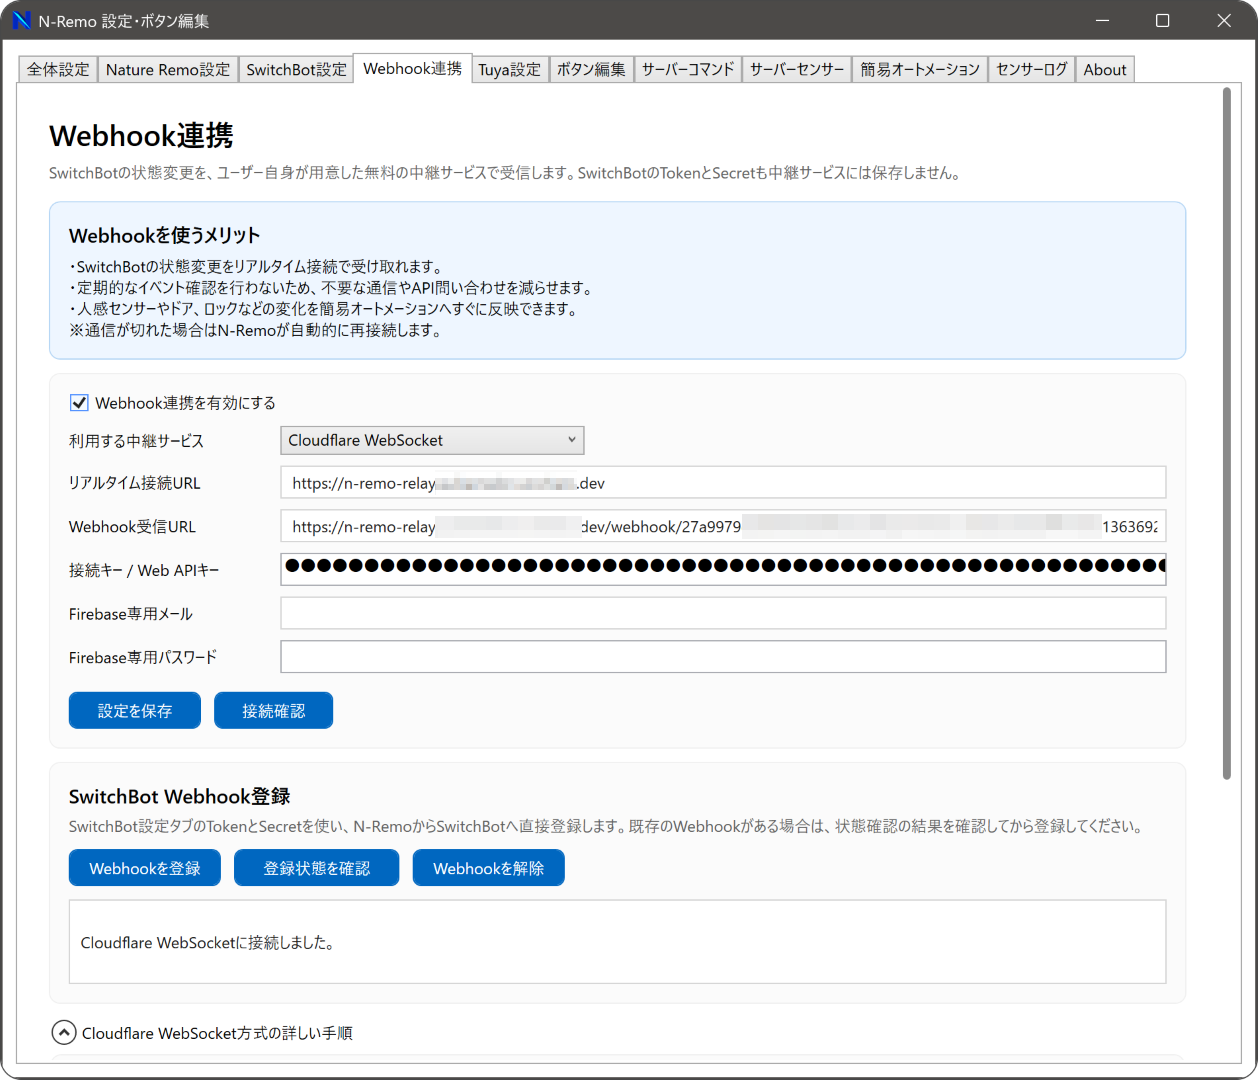 N-Remo 設定・ボタン編集
全体設定 Nature Remo設定 SwitchBot設定 Webhook連携 Tuya設定 ボタン編集 サーバーコマンド サーバーセンサー 簡易オートメーション センサーログ About
Webhook連携
SwitchBotの状態変更を、ユーザー自身が用意した無料の中継サービスで受信します。SwitchBotのTokenとSecretも中継サービスには保存しません。
Webhookを使うメリット
・SwitchBotの状態変更をリアルタイム接続で受け取れます。
・定期的なイベント確認を行わないため、不要な通信やAPI問い合わせを減らせます。
・人感センサーやドア、ロックなどの変化を簡易オートメーションへすぐに反映できます。
※通信が切れた場合はN-Remoが自動的に再接続します。
Webhook連携を有効にする
利用する中継サービス Cloudflare WebSocket
リアルタイム接続URL https://n-remo-relay .dev
Webhook受信URL https://n-remo-relay dev/webhook/27a9979 1363692
接続キー / Web APIキー ●●●●●●●●●●●●●●●●●●●●●●●●●●●●●●●●●●●●●●●●●●●●●●●●●●●●●●●●
Firebase専用メール
Firebase専用パスワード
設定を保存 接続確認
SwitchBot Webhook登録
SwitchBot設定タブのTokenとSecretを使い、N-RemoからSwitchBotへ直接登録します。既存のWebhookがある場合は、状態確認の結果を確認してから登録してください。
Webhookを登録 登録状態を確認 Webhookを解除
Cloudflare WebSocketに接続しました。
Cloudflare WebSocket方式の詳しい手順